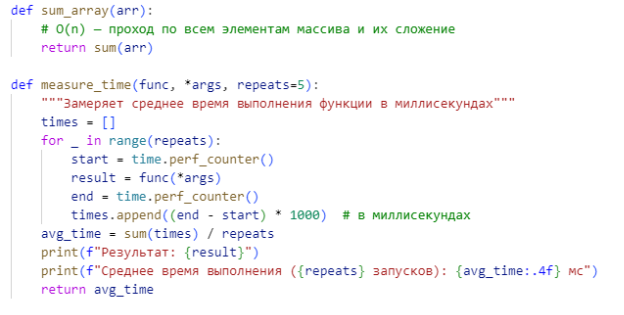 def sum_array(arr):
    # O(n) — проход по всем элементам массива и их сложение
    return sum(arr)

def measure_time(func, *args, repeats=5):
    """Замеряет среднее время выполнения функции в миллисекундах"""
    times = []
    for _ in range(repeats):
        start = time.perf_counter()
        result = func(*args)
        end = time.perf_counter()
        times.append((end - start) * 1000)  # в миллисекундах
    avg_time = sum(times) / repeats
    print(f"Результат: {result}")
    print(f"Среднее время выполнения ({repeats} запусков): {avg_time:.4f} мс")
    return avg_time